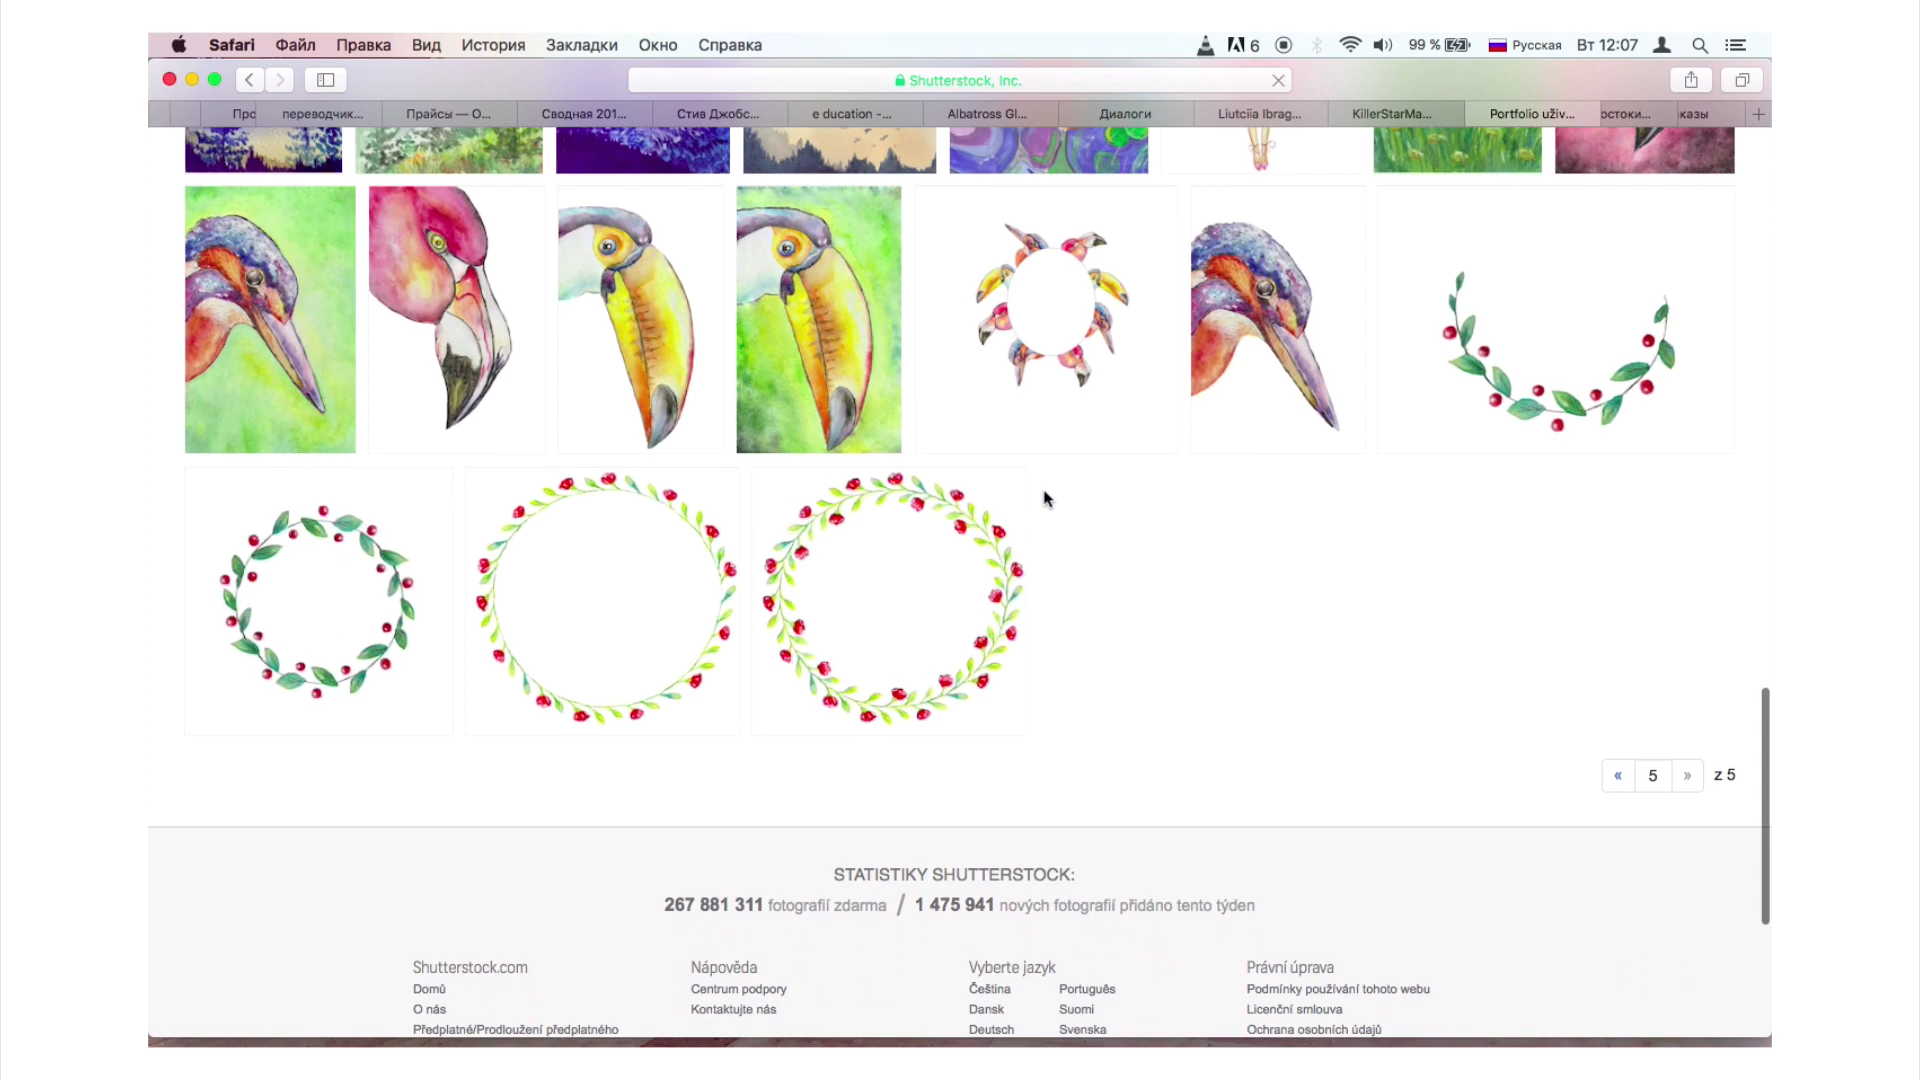 Safari Файл Правка Вид История Закладки Окно Справка 6 99 % Русская Вт 12:07
Shutterstock, Inc.
Прс переводчик... Прайсы — О... Сводная 201... Стив Джобс... e ducation -... Albatross Gl... Диалоги Liutciia Ibrag... KillerStarMa... Portfolio uživ... остоки... казы
« 5 » z 5
STATISTIKY SHUTTERSTOCK:
267 881 311 fotografií zdarma / 1 475 941 nových fotografií přidáno tento týden
Shutterstock.com Nápověda Vyberte jazyk Právní úprava
Domů Centrum podpory Čeština Português Podmínky používání tohoto webu
O nás Kontaktujte nás Dansk Suomi Licenční smlouva
Předplatné/Prodloužení předplatného Deutsch Svenska Ochrana osobních údajů